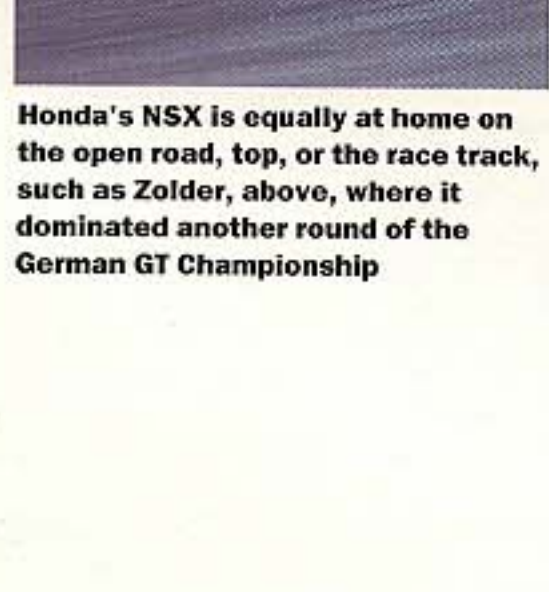 Honda's NSX is equally at home on
the open road, top, or the race track,
such as Zolder, above, where it
dominated another round of the
German GT Championship